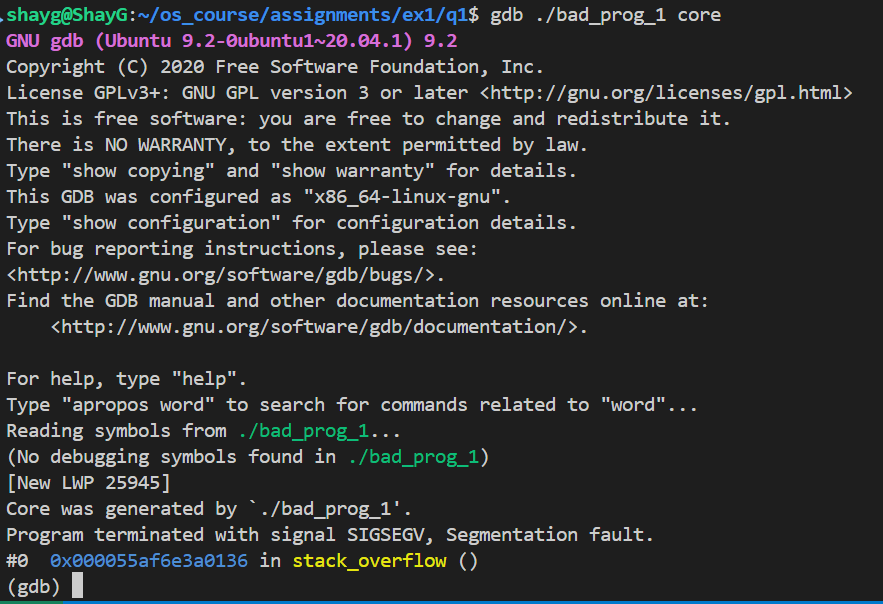 shayg@ShayG:~/os_course/assignments/ex1/q1$ gdb ./bad_prog_1 core
GNU gdb (Ubuntu 9.2-0ubuntu1~20.04.1) 9.2
Copyright (C) 2020 Free Software Foundation, Inc.
License GPLv3+: GNU GPL version 3 or later <http://gnu.org/licenses/gpl.html>
This is free software: you are free to change and redistribute it.
There is NO WARRANTY, to the extent permitted by law.
Type "show copying" and "show warranty" for details.
This GDB was configured as "x86_64-linux-gnu".
Type "show configuration" for configuration details.
For bug reporting instructions, please see:
<http://www.gnu.org/software/gdb/bugs/>.
Find the GDB manual and other documentation resources online at:
    <http://www.gnu.org/software/gdb/documentation/>.

For help, type "help".
Type "apropos word" to search for commands related to "word"...
Reading symbols from ./bad_prog_1...
(No debugging symbols found in ./bad_prog_1)
[New LWP 25945]
Core was generated by `./bad_prog_1'.
Program terminated with signal SIGSEGV, Segmentation fault.
#0  0x000055af6e3a0136 in stack_overflow ()
(gdb)